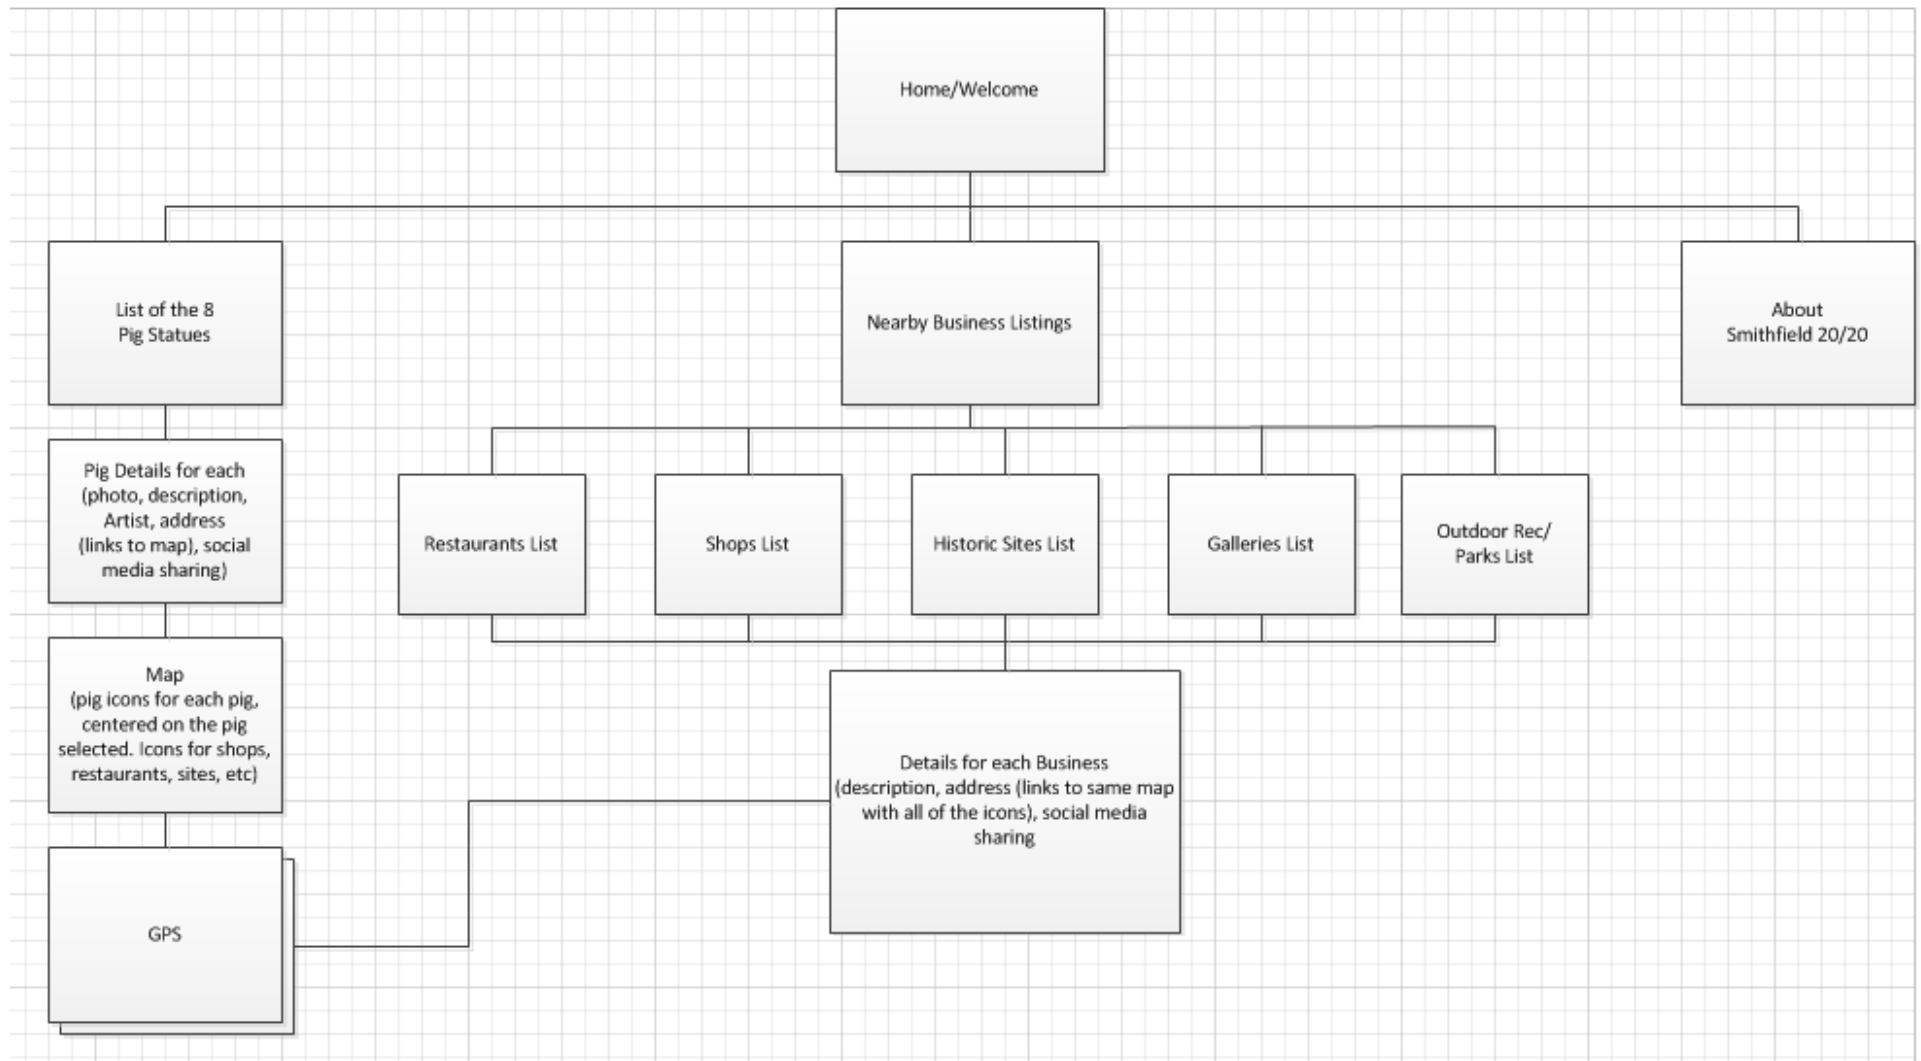 Home/Welcome
List of the 8
Pig Statues
Nearby Business Listings
About
Smithfield 20/20
Pig Details for each
(photo, description,
Artist, address
(links to map), social
media sharing)
Restaurants List
Shops List
Historic Sites List
Galleries List
Outdoor Rec/
Parks List
Map
(pig icons for each pig,
centered on the pig
selected. Icons for shops,
restaurants, sites, etc)
Details for each Business
(description, address (links to same map
with all of the icons), social media
sharing
GPS